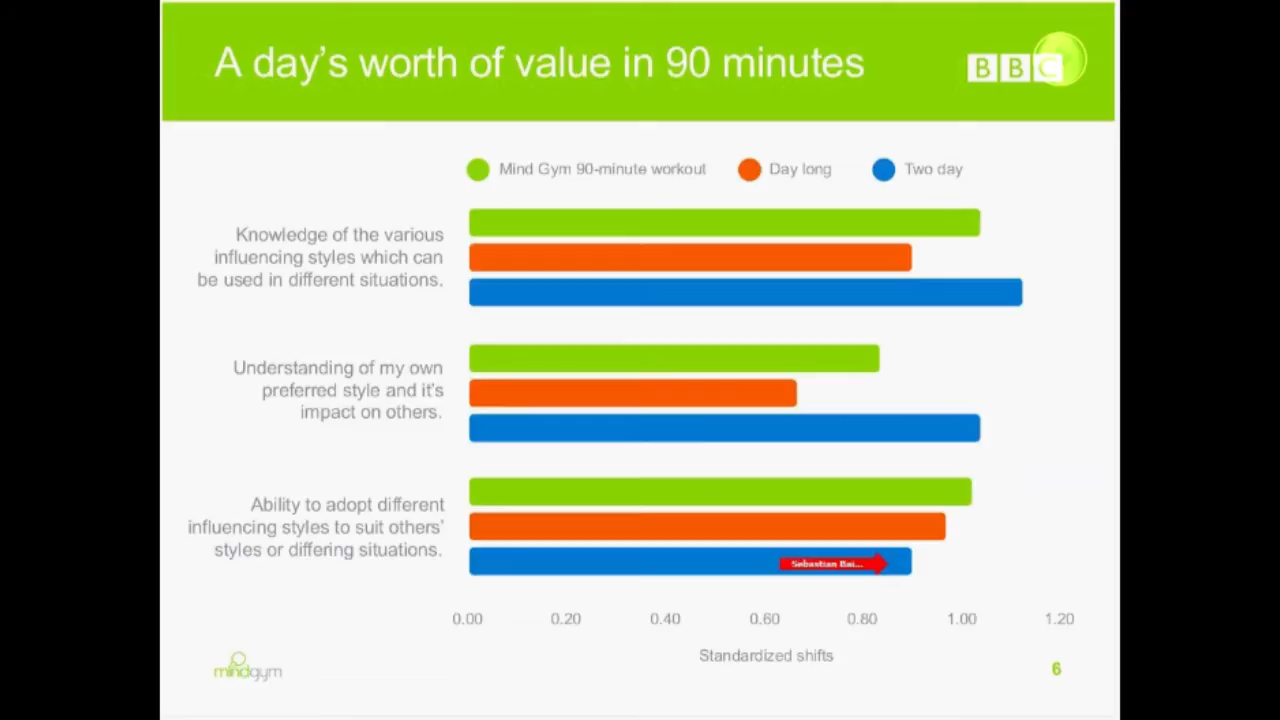 A day's worth of value in 90 minutes
BBC
Mind Gym 90-minute workout Day long Two day
Knowledge of the various
influencing styles which can
be used in different situations.
Understanding of my own
preferred style and it's
impact on others.
Ability to adopt different
influencing styles to suit others'
styles or differing situations.
Sebastian Bai...
0.00 0.20 0.40 0.60 0.80 1.00 1.20
Standardized shifts
mindgym
6